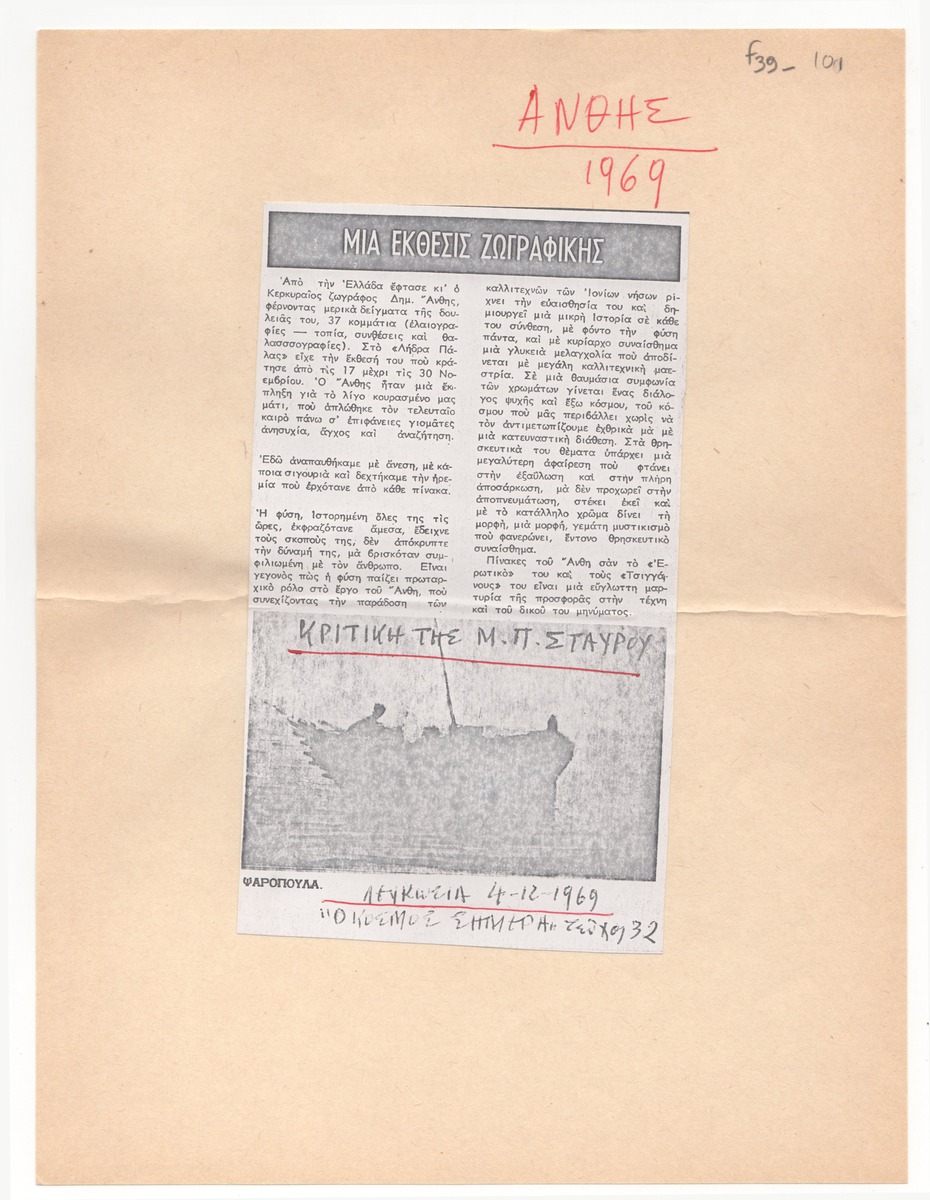 f39_ 101
ΑΝΘΗΣ
1969
ΜΙΑ ΕΚΘΕΣΙΣ ΖΩΓΡΑΦΙΚΗΣ
Ἀπὸ τὴν Ἑλλάδα ἔφτασε κι' ὁ
Κερκυραῖος ζωγράφος Δημ. Ἄνθης,
φέρνοντας μερικὰ δείγματα τῆς δου-
λειᾶς του, 37 κομμάτια (ἐλαιογρα-
φίες — τοπία, συνθέσεις καὶ θα-
λασσσογραφίες). Στὸ «Λήδρα Πά-
λας» εἶχε τὴν ἔκθεσή του ποὺ κρά-
τησε ἀπὸ τὶς 17 μέχρι τὶς 30 Νο-
εμβρίου. Ὁ Ἄνθης ἦταν μιὰ ἔκ-
πληξη γιὰ τὸ λίγο κουρασμένο μας
μάτι, ποὺ ἁπλώθηκε τὸν τελευταῖο
καιρὸ πάνω σ' ἐπιφάνειες γιομᾶτες
ἀνησυχία, ἄγχος καὶ ἀναζήτηση.
Ἐδῶ ἀναπαυθήκαμε μὲ ἄνεση, μὲ κά-
ποια σιγουριὰ καὶ δεχτήκαμε τὴν ἠρε-
μία ποὺ ἐρχότανε ἀπὸ κάθε πίνακα.
Ἡ φύση, ἱστορημένη ὅλες της τὶς
ὧρες, ἐκφραζότανε ἄμεσα, ἔδειχνε
τοὺς σκοποὺς της, δὲν ἀπόκρυπτε
τὴν δύναμή της, μὰ βρισκόταν συμ-
φιλιωμένη μὲ τὸν ἄνθρωπο. Εἶναι
γεγονὸς πὼς ἡ φύση παίζει πρωταρ-
χικὸ ρόλο στὸ ἔργο τοῦ Ἄνθη, ποὺ
συνεχίζοντας τὴν παράδοση τῶν
καλλιτεχνῶν τῶν Ἰονίων νήσων ρί-
χνει τὴν εὐαισθησία του καὶ δη-
μιουργεῖ μιὰ μικρὴ Ἱστορία σὲ κάθε
του σύνθεση, μὲ φόντο τὴν φύση
πάντα, καὶ μὲ κυρίαρχο συναίσθημα
μιὰ γλυκειὰ μελαγχολία ποὺ ἀποδί-
νεται μὲ μεγάλη καλλιτεχνικὴ μαε-
στρία. Σὲ μιὰ θαυμάσια συμφωνία
τῶν χρωμάτων γίνεται ἕνας διάλο-
γος ψυχῆς καὶ ἔξω κόσμου, τοῦ κό-
σμου ποὺ μᾶς περιβάλλει χωρὶς νὰ
τὸν ἀντιμετωπίζουμε ἐχθρικὰ μὰ μὲ
μιὰ κατευναστικὴ διάθεση. Στὰ θρη-
σκευτικὰ του θέματα ὑπάρχει μιὰ
μεγαλύτερη ἀφαίρεση ποὺ φτάνει
στὴν ἐξαΰλωση καὶ στὴν πλήρη
ἀποσάρκωση, μὰ δὲν προχωρεῖ στὴν
ἀποπνευμάτωση, στέκει ἐκεῖ καὶ
μὲ τὸ κατάλληλο χρῶμα δίνει τὴ
μορφή, μιὰ μορφή, γεμάτη μυστικισμὸ
ποὺ φανερώνει, ἔντονο θρησκευτικὸ
συναίσθημα.
Πίνακες τοῦ Ἄνθη σὰν τὸ «Ἐ-
ρωτικὸ» του καὶ τοὺς «Τσιγγά-
νους» του εἶναι μιὰ εὔγλωττη μαρ-
τυρία τῆς προσφορᾶς στὴν τέχνη
καὶ τοῦ δικοῦ του μηνύματος.
ΚΡΙΤΙΚΗ ΤΗΣ Μ.Π. ΣΤΑΥΡΟΥ
ΨΑΡΟΠΟΥΛΑ.
ΛΕΥΚΩΣΙΑ 4-12-1969
"Ο ΚΟΣΜΟΣ ΣΗΜΕΡΑ" τεῦχος 32